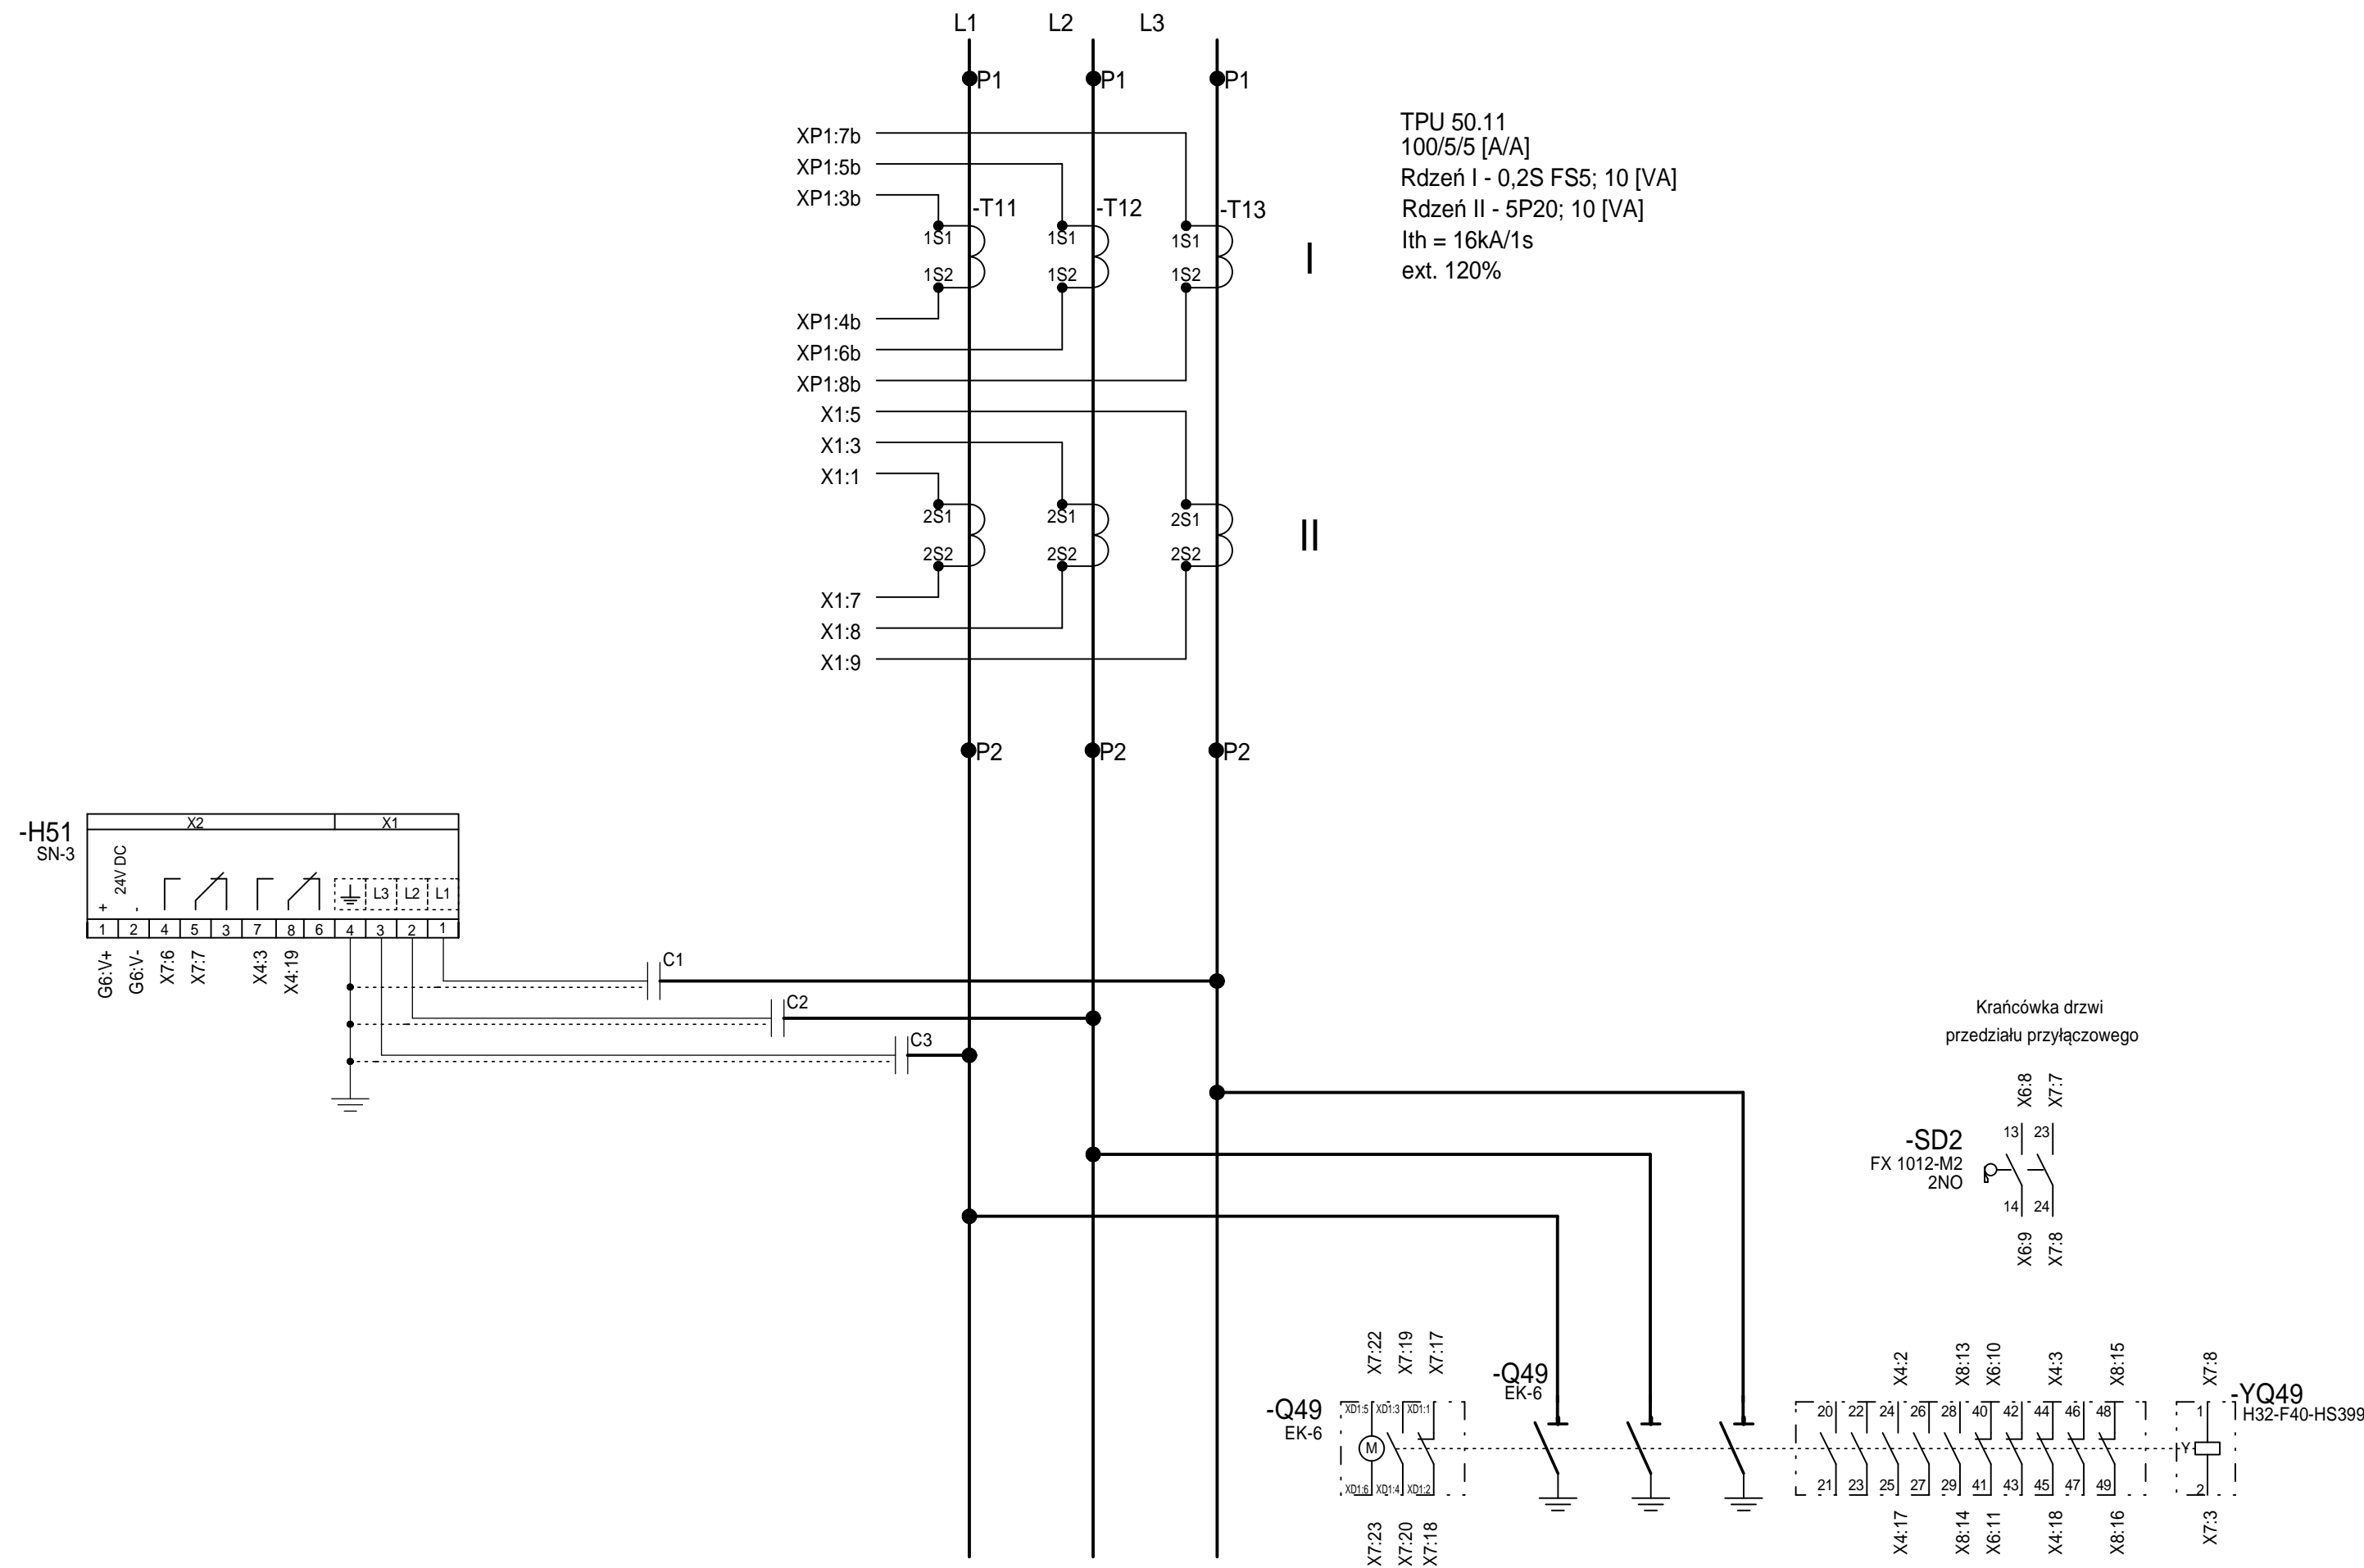 L1 L2 L3
P1 P1 P1
TPU 50.11
100/5/5 [A/A]
Rdzeń I - 0,2S FS5; 10 [VA]
Rdzeń II - 5P20; 10 [VA]
Ith = 16kA/1s
ext. 120%
XP1:7b
XP1:5b
XP1:3b
-T11 -T12 -T13
1S1 1S1 1S1
I
1S2 1S2 1S2
XP1:4b
XP1:6b
XP1:8b
X1:5
X1:3
X1:1
2S1 2S1 2S1
II
2S2 2S2 2S2
X1:7
X1:8
X1:9
P2 P2 P2
-H51
SN-3
X2 X1
24V DC
+ -
L3 L2 L1
1 2 4 5 3 7 8 6 4 3 2 1
G6:V+ G6:V- X7:6 X7:7 X4:3 X4:19
C1
C2
C3
Krańcówka drzwi
przedziału przyłączowego
X6:8 X7:7
13 23
-SD2
FX 1012-M2
2NO
14 24
X6:9 X7:8
X7:22 X7:19 X7:17
-Q49
EK-6
XD1:5 XD1:3 XD1:1
M
XD1:6 XD1:4 XD1:2
X7:23 X7:20 X7:18
-Q49
EK-6
X4:2 X8:13 X6:10 X4:3 X8:15
20 22 24 26 28 40 42 44 46 48
21 23 25 27 29 41 43 45 47 49
X4:17 X8:14 X6:11 X4:18 X8:16
X7:8
-YQ49
H32-F40-HS399
1
Y
2
X7:3